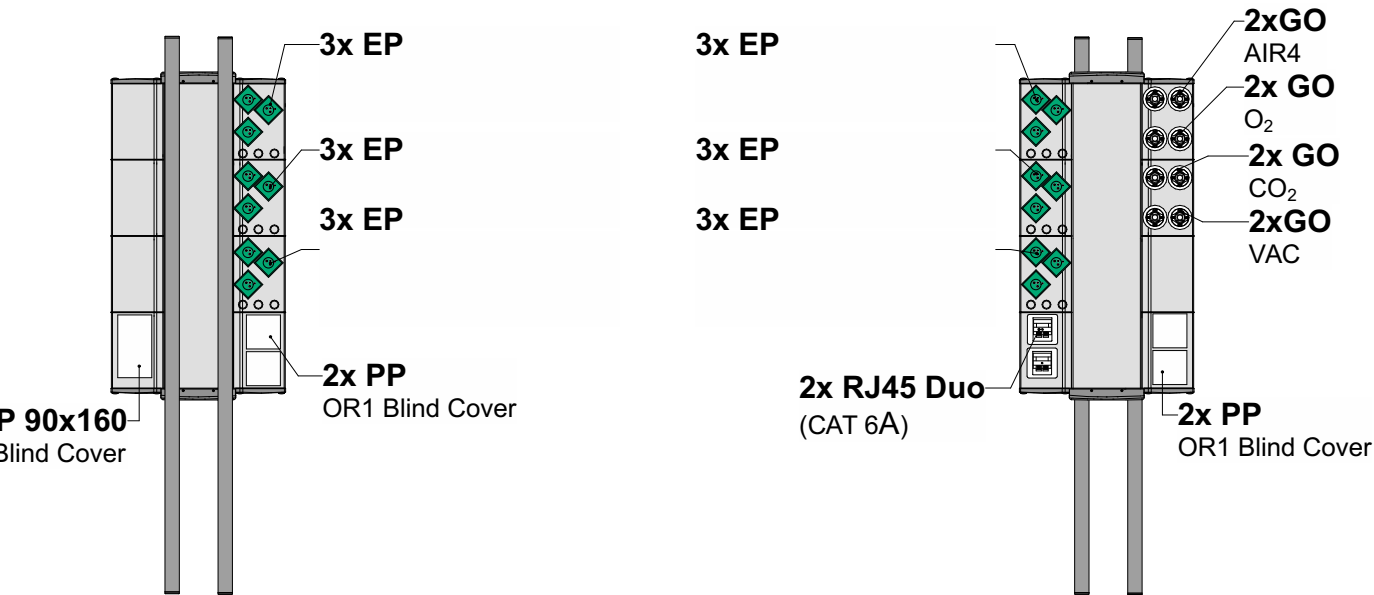 3x EP
3x EP
3x EP
2x PP
OR1 Blind Cover
P 90x160
Blind Cover
3x EP
3x EP
3x EP
2x RJ45 Duo
(CAT 6A)
2xGO
AIR4
2x GO
O₂
2x GO
CO₂
2xGO
VAC
2x PP
OR1 Blind Cover